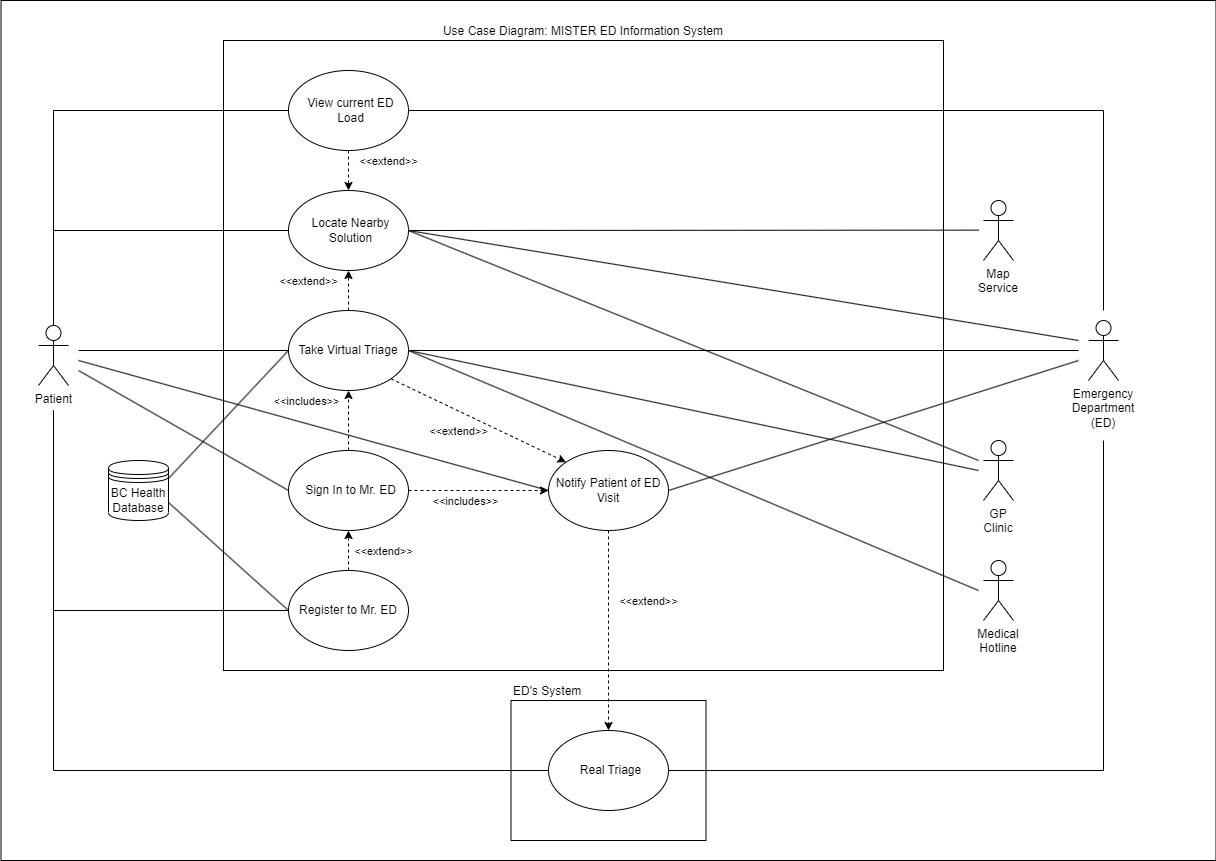 Use Case Diagram: MISTER ED Information System
View current ED
Load
<<extend>>
Locate Nearby
Solution
<<extend>>
Map
Service
Take Virtual Triage
Patient
Emergency
Department
(ED)
<<includes>>
<<extend>>
BC Health
Database
Sign In to Mr. ED
<<includes>>
Notify Patient of ED
Visit
GP
Clinic
<<extend>>
Register to Mr. ED
<<extend>>
Medical
Hotline
ED's System
Real Triage